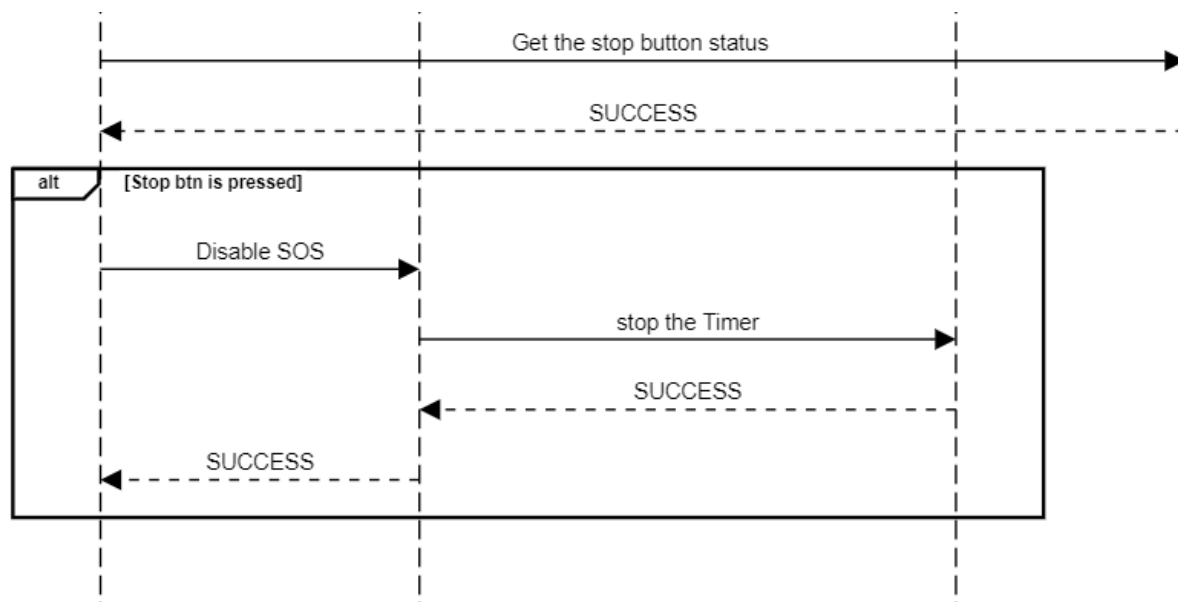 Get the stop button status
SUCCESS
alt [Stop btn is pressed]
Disable SOS
stop the Timer
SUCCESS
SUCCESS